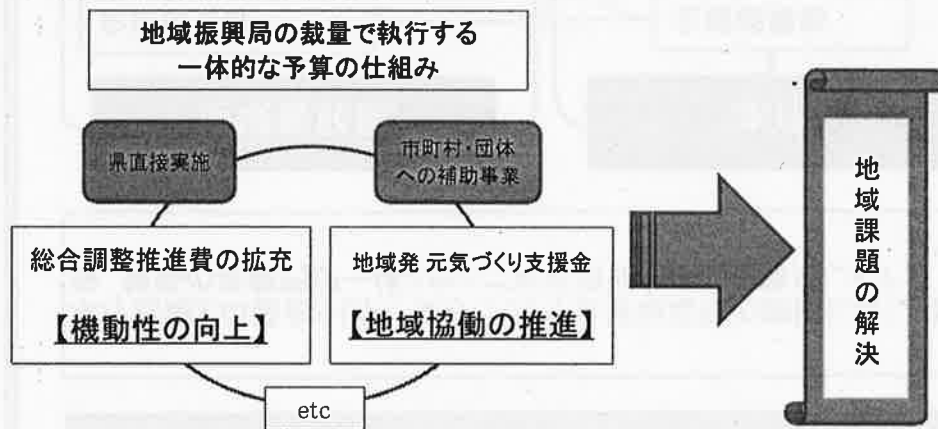 地域振興局の裁量で執行する
一体的な予算の仕組み
県直接実施
市町村・団体
への補助事業
総合調整推進費の拡充
【機動性の向上】
地域発 元気づくり支援金
【地域協働の推進】
etc
地域課題の解決